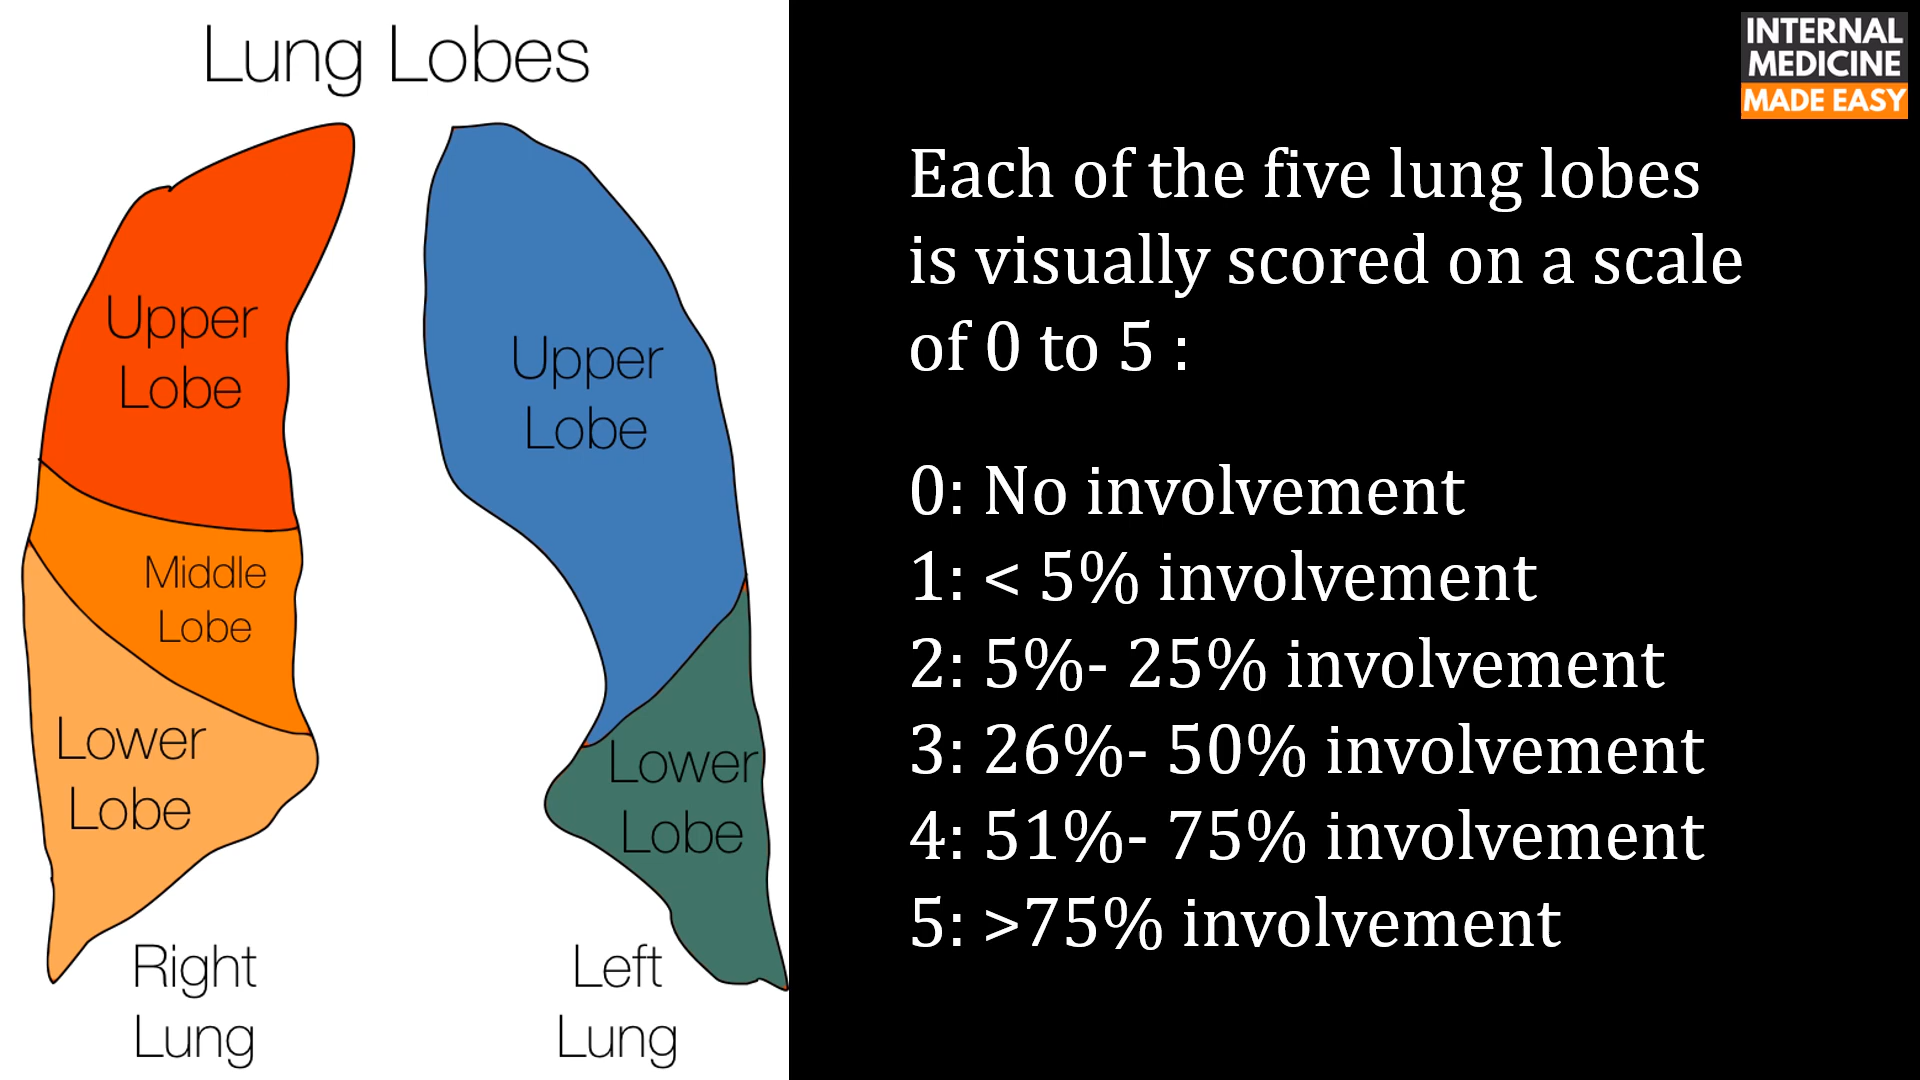 Lung Lobes
Upper
Lobe
Middle
Lobe
Lower
Lobe
Right
Lung
Upper
Lobe
Lower
Lobe
Left
Lung
INTERNAL
MEDICINE
MADE EASY
Each of the five lung lobes
is visually scored on a scale
of 0 to 5 :
0: No involvement
1: < 5% involvement
2: 5%- 25% involvement
3: 26%- 50% involvement
4: 51%- 75% involvement
5: >75% involvement